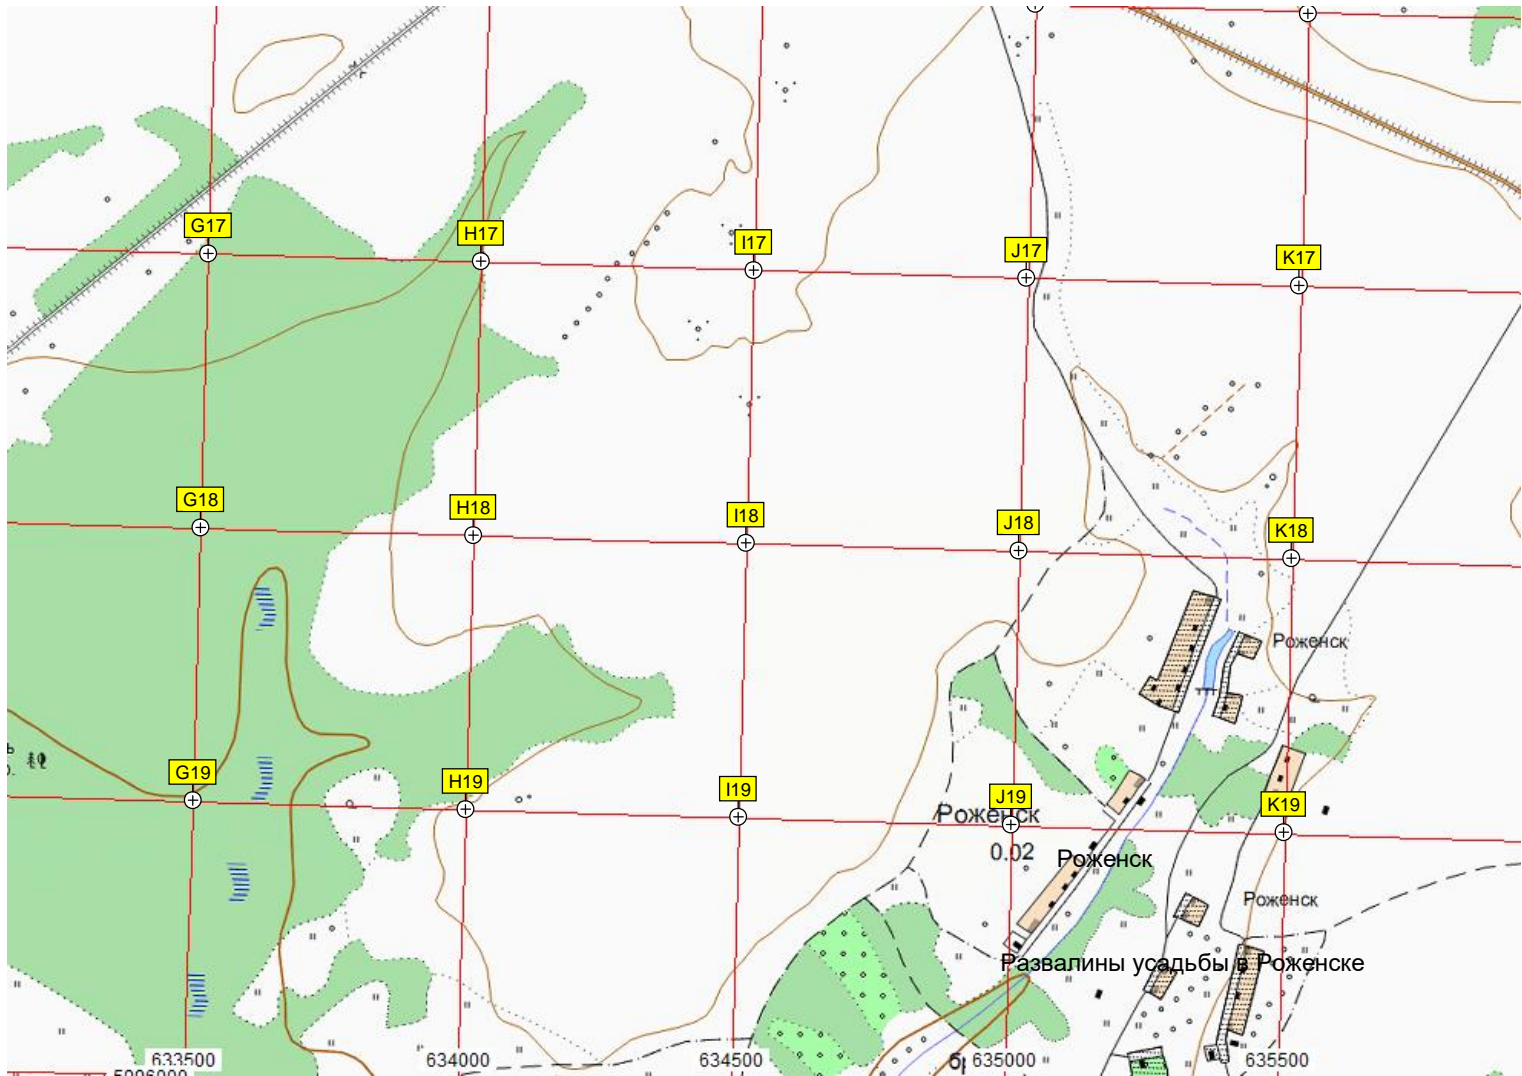 G17
H17
I17
J17
K17
G18
H18
I18
J18
K18
Роженск
G19
H19
I19
J19
K19
Роженск
0.02
Роженск
Роженск
Развалины усадьбы в Роженске
633500
634000
634500
635000
635500